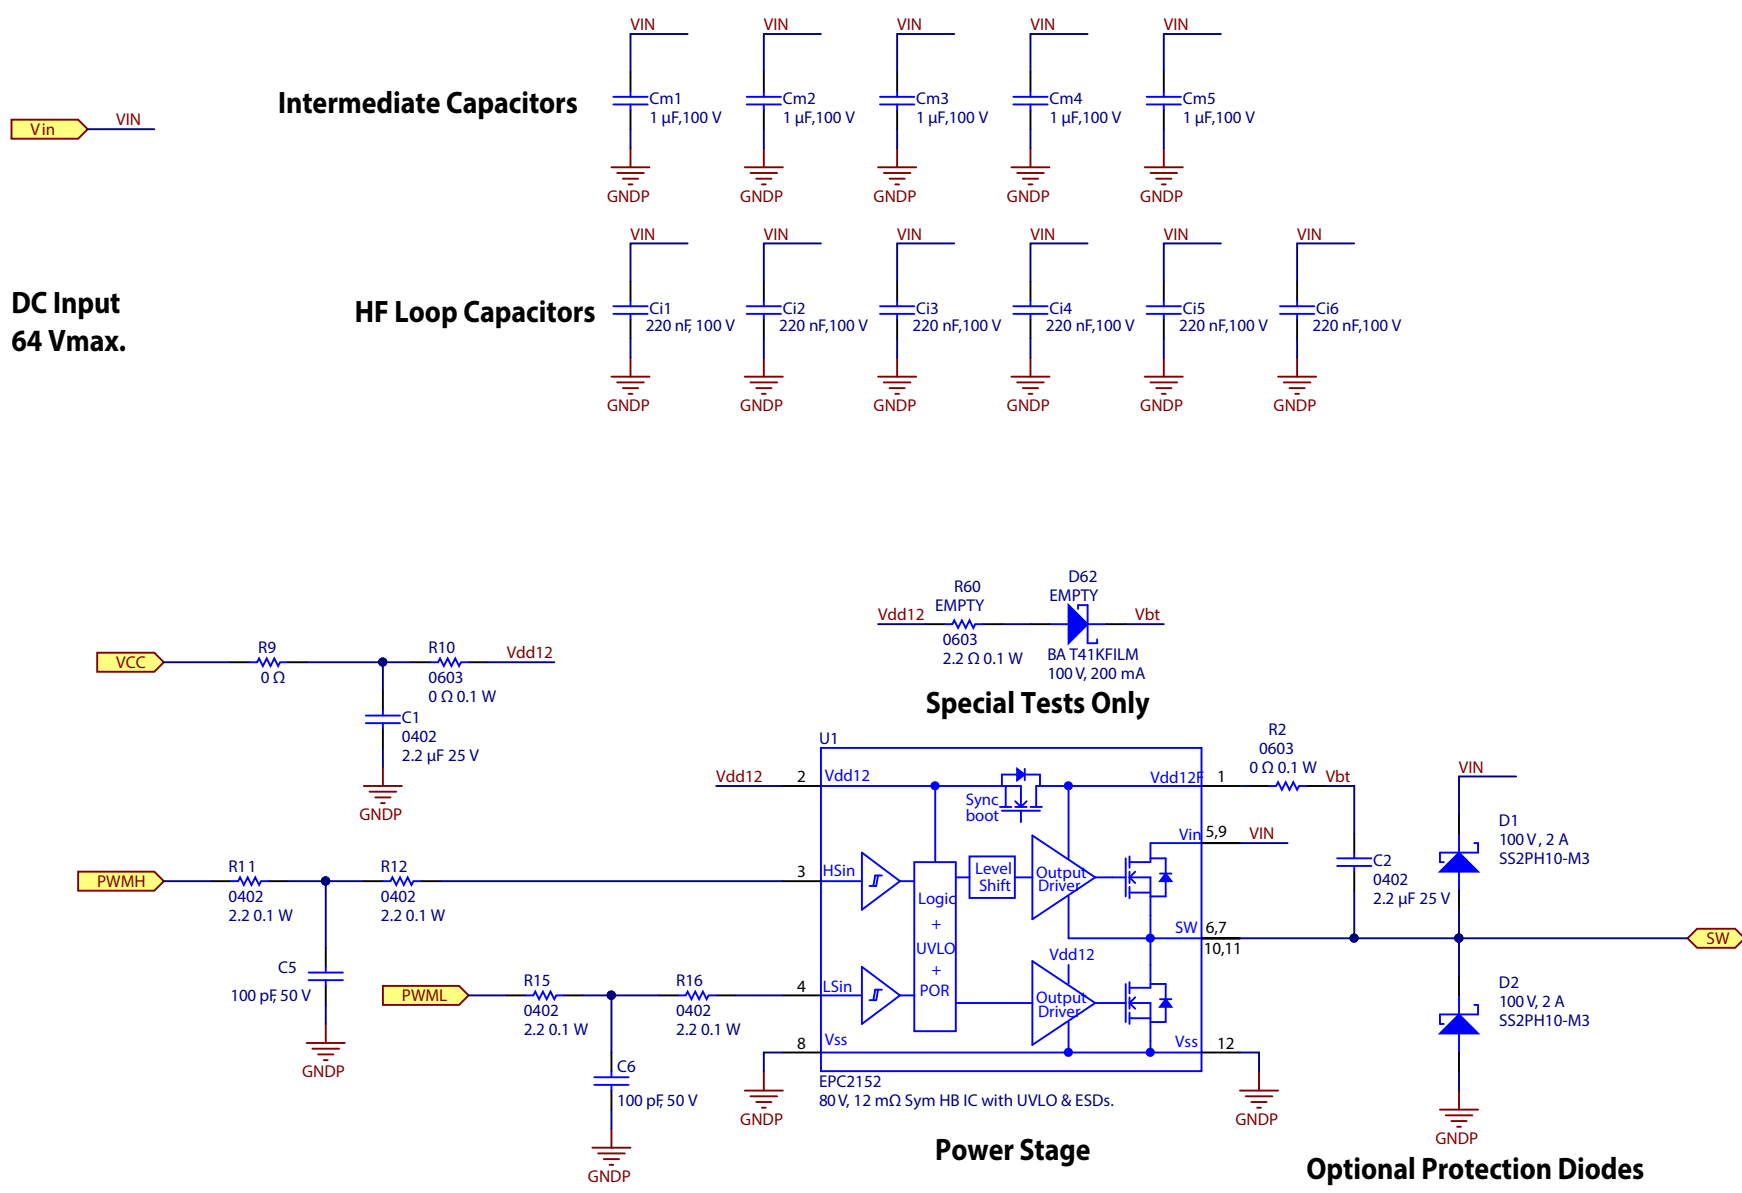 VIN
VIN
VIN
VIN
VIN
Intermediate Capacitors
Cm1
1 µF,100 V
Cm2
1 µF,100 V
Cm3
1 µF,100 V
Cm4
1 µF,100 V
Cm5
1 µF,100 V
Vin
VIN
GNDP
GNDP
GNDP
GNDP
GNDP
VIN
VIN
VIN
VIN
VIN
VIN
DC Input
64 Vmax.
HF Loop Capacitors
Ci1
220 nF, 100 V
Ci2
220 nF,100 V
Ci3
220 nF,100 V
Ci4
220 nF,100 V
Ci5
220 nF,100 V
Ci6
220 nF,100 V
GNDP
GNDP
GNDP
GNDP
GNDP
GNDP
Vdd12
R60
EMPTY
0603
2.2 Ω 0.1 W
D62
EMPTY
BA T41KFILM
100 V, 200 mA
Vbt
Special Tests Only
VCC
R9
0 Ω
R10
0603
0 Ω 0.1 W
Vdd12
C1
0402
2.2 µF 25 V
GNDP
U1
Vdd12
2
Vdd12
Sync
boot
Vdd12F
1
R2
0603
0 Ω 0.1 W
Vbt
VIN
Vin
5,9
VIN
D1
100 V, 2 A
SS2PH10-M3
C2
0402
2.2 µF 25 V
PWMH
R11
0402
2.2 0.1 W
R12
0402
2.2 0.1 W
3
HSin
Logic
+
UVLO
+
POR
Level
Shift
Output
Driver
SW
6,7
10,11
SW
Vdd12
C5
100 pF, 50 V
GNDP
PWML
R15
0402
2.2 0.1 W
R16
0402
2.2 0.1 W
4
LSin
Output
Driver
D2
100 V, 2 A
SS2PH10-M3
8
Vss
Vss
12
C6
100 pF, 50 V
GNDP
GNDP
GNDP
GNDP
EPC2152
80 V, 12 mΩ Sym HB IC with UVLO & ESDs.
Power Stage
Optional Protection Diodes